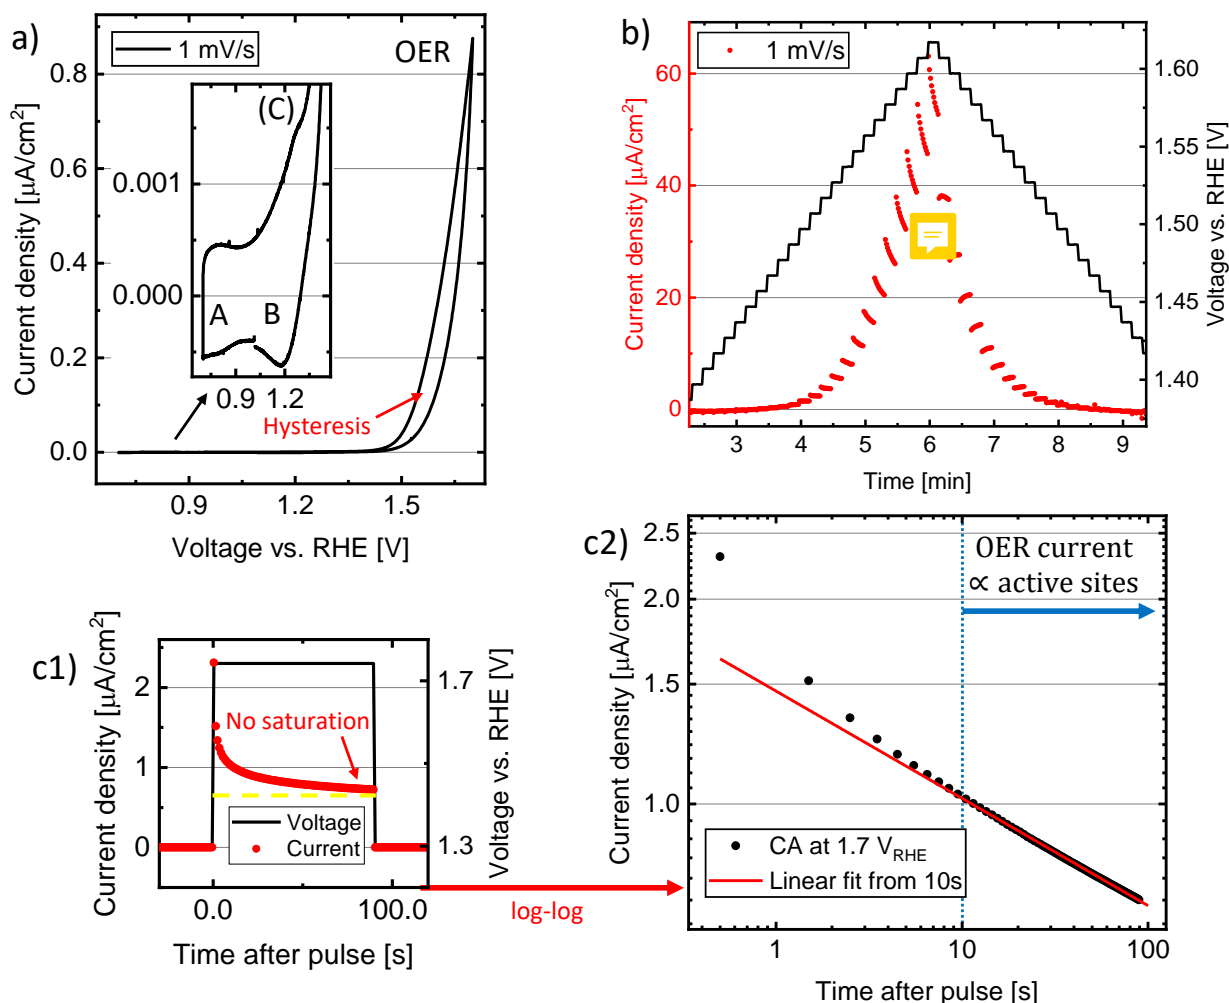 a)
1 mV/s
OER
(C)
0.001
0.000
A
B
0.9
1.2
Hysteresis
0.8
0.6
0.4
0.2
0.0
0.9
1.2
1.5
Current density [µA/cm²]
Voltage vs. RHE [V]
b)
1 mV/s
60
40
20
0
1.60
1.55
1.50
1.45
1.40
3
4
5
6
7
8
9
Current density [µA/cm²]
Voltage vs. RHE [V]
Time [min]
c1)
2
1
0
1.7
1.3
No saturation
Voltage
Current
0.0
100.0
Current density [µA/cm²]
Voltage vs. RHE [V]
Time after pulse [s]
log-log
c2)
2.5
2.0
1.5
1.0
OER current
∝ active sites
CA at 1.7 V_RHE
Linear fit from 10s
1
10
100
Current density [µA/cm²]
Time after pulse [s]